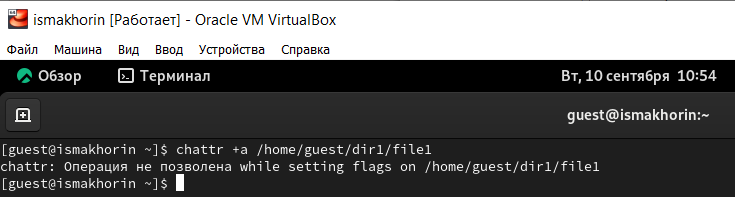 ismakhorin [Работает] - Oracle VM VirtualBox
Файл Машина Вид Ввод Устройства Справка
Обзор Терминал Вт, 10 сентября 10:54
guest@ismakhorin:~
[guest@ismakhorin ~]$ chattr +a /home/guest/dir1/file1
chattr: Операция не позволена while setting flags on /home/guest/dir1/file1
[guest@ismakhorin ~]$